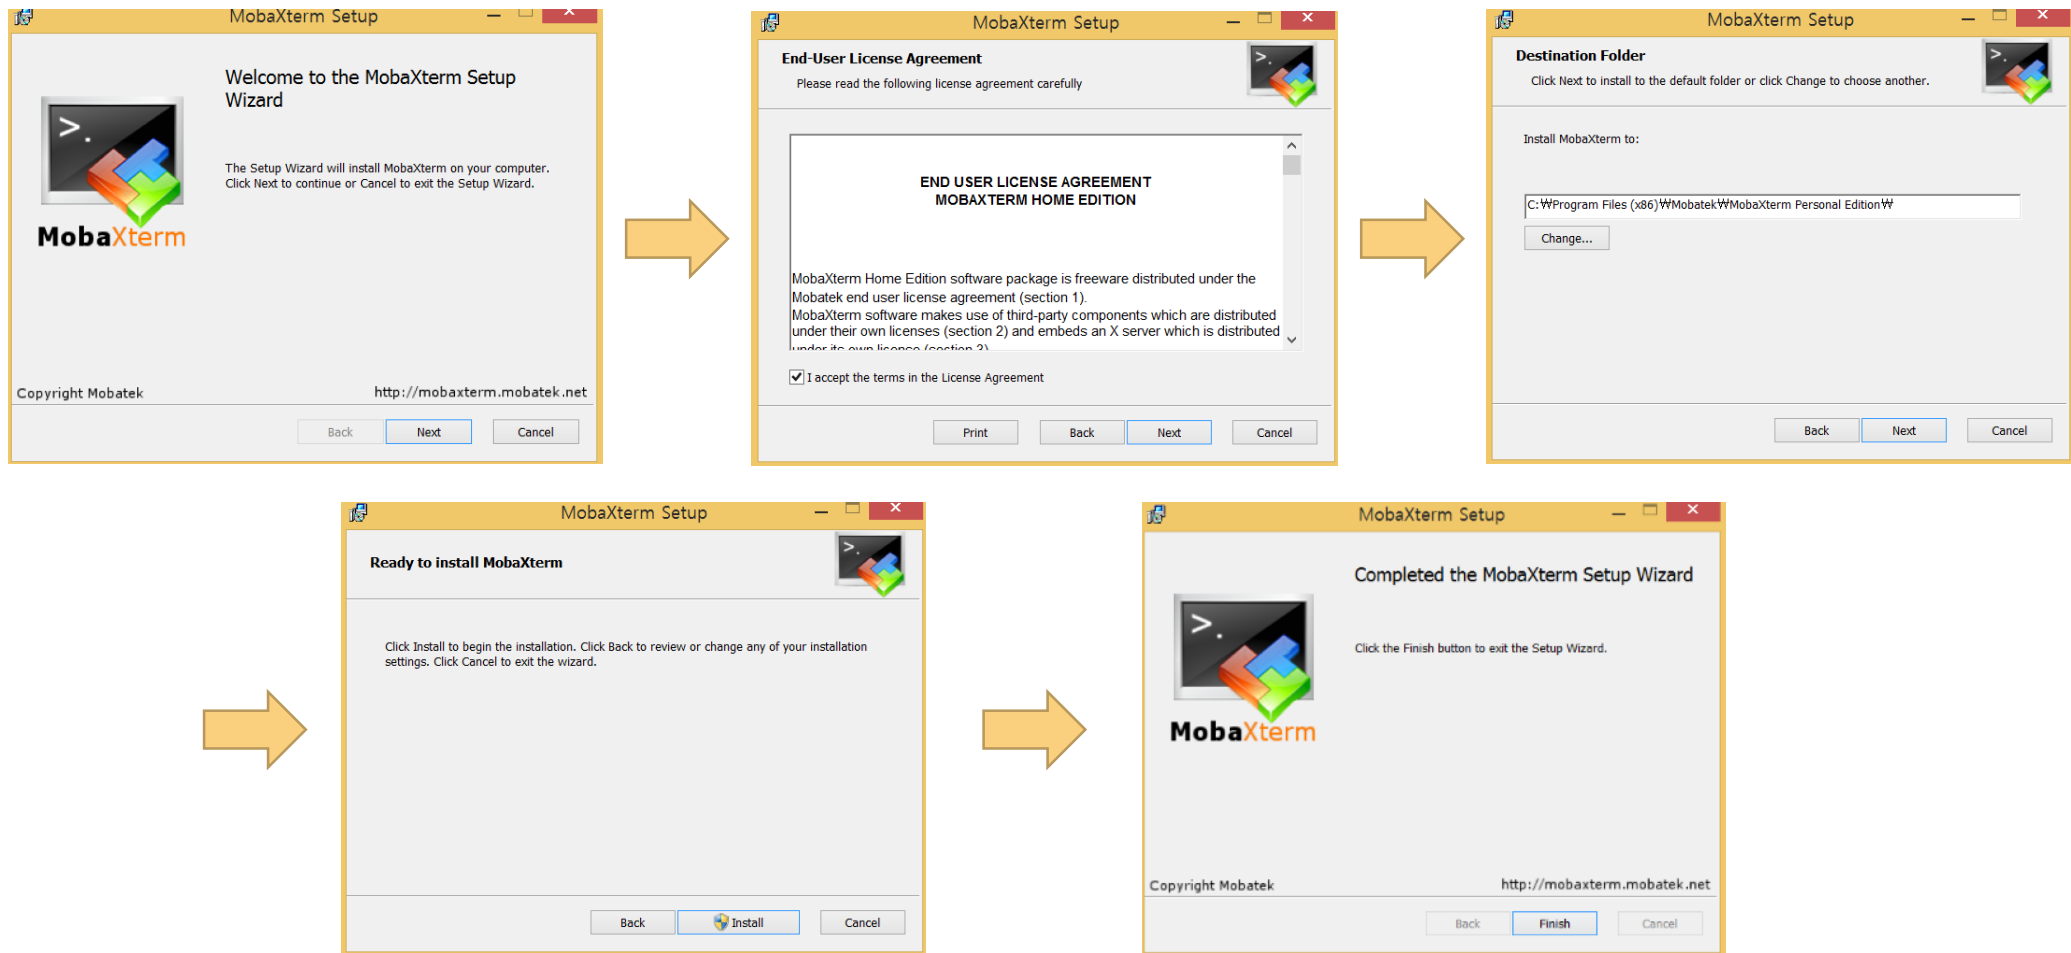 MobaXterm Setup
Welcome to the MobaXterm Setup
Wizard
>.
MobaXterm
The Setup Wizard will install MobaXterm on your computer.
Click Next to continue or Cancel to exit the Setup Wizard.
Copyright Mobatek
http://mobaxterm.mobatek.net
Back
Next
Cancel
MobaXterm Setup
End-User License Agreement
Please read the following license agreement carefully
>.
END USER LICENSE AGREEMENT
MOBAXTERM HOME EDITION
MobaXterm Home Edition software package is freeware distributed under the
Mobatek end user license agreement (section 1).
MobaXterm software makes use of third-party components which are distributed
under their own licenses (section 2) and embeds an X server which is distributed
under its own license (section 3)
I accept the terms in the License Agreement
Print
Back
Next
Cancel
MobaXterm Setup
Destination Folder
Click Next to install to the default folder or click Change to choose another.
>.
Install MobaXterm to:
C:₩Program Files (x86)₩Mobatek₩MobaXterm Personal Edition₩
Change...
Back
Next
Cancel
MobaXterm Setup
Ready to install MobaXterm
>.
Click Install to begin the installation. Click Back to review or change any of your installation
settings. Click Cancel to exit the wizard.
Back
Install
Cancel
MobaXterm Setup
Completed the MobaXterm Setup Wizard
>.
MobaXterm
Click the Finish button to exit the Setup Wizard.
Copyright Mobatek
http://mobaxterm.mobatek.net
Back
Finish
Cancel